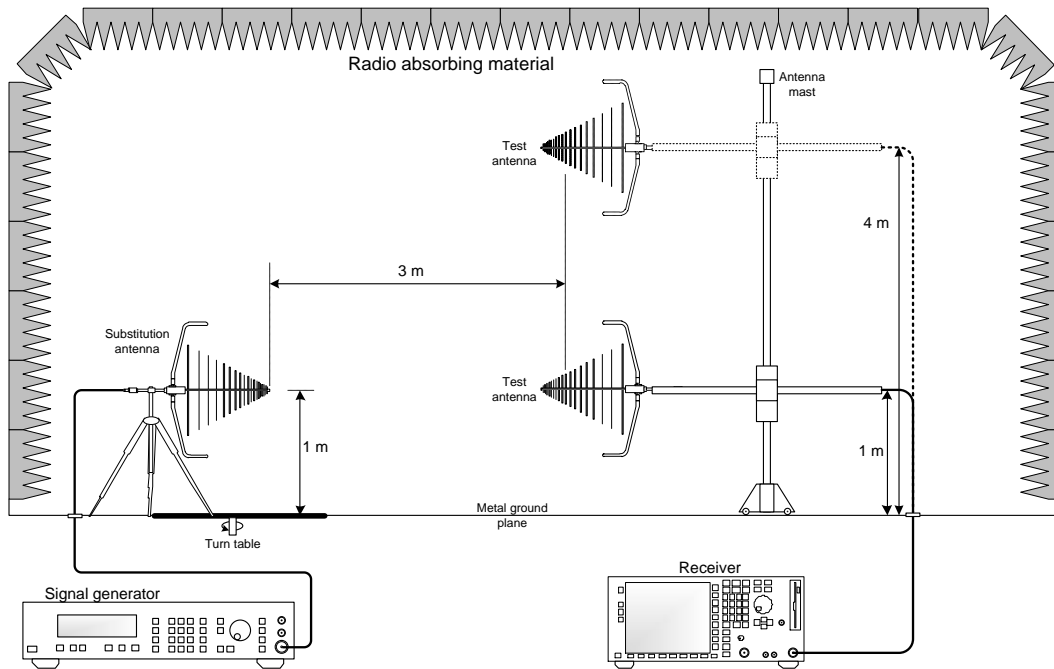 Radio absorbing material
Antenna
mast
Test
antenna
4 m
3 m
Substitution
antenna
Test
antenna
1 m
1 m
Metal ground
plane
Turn table
Signal generator
Receiver